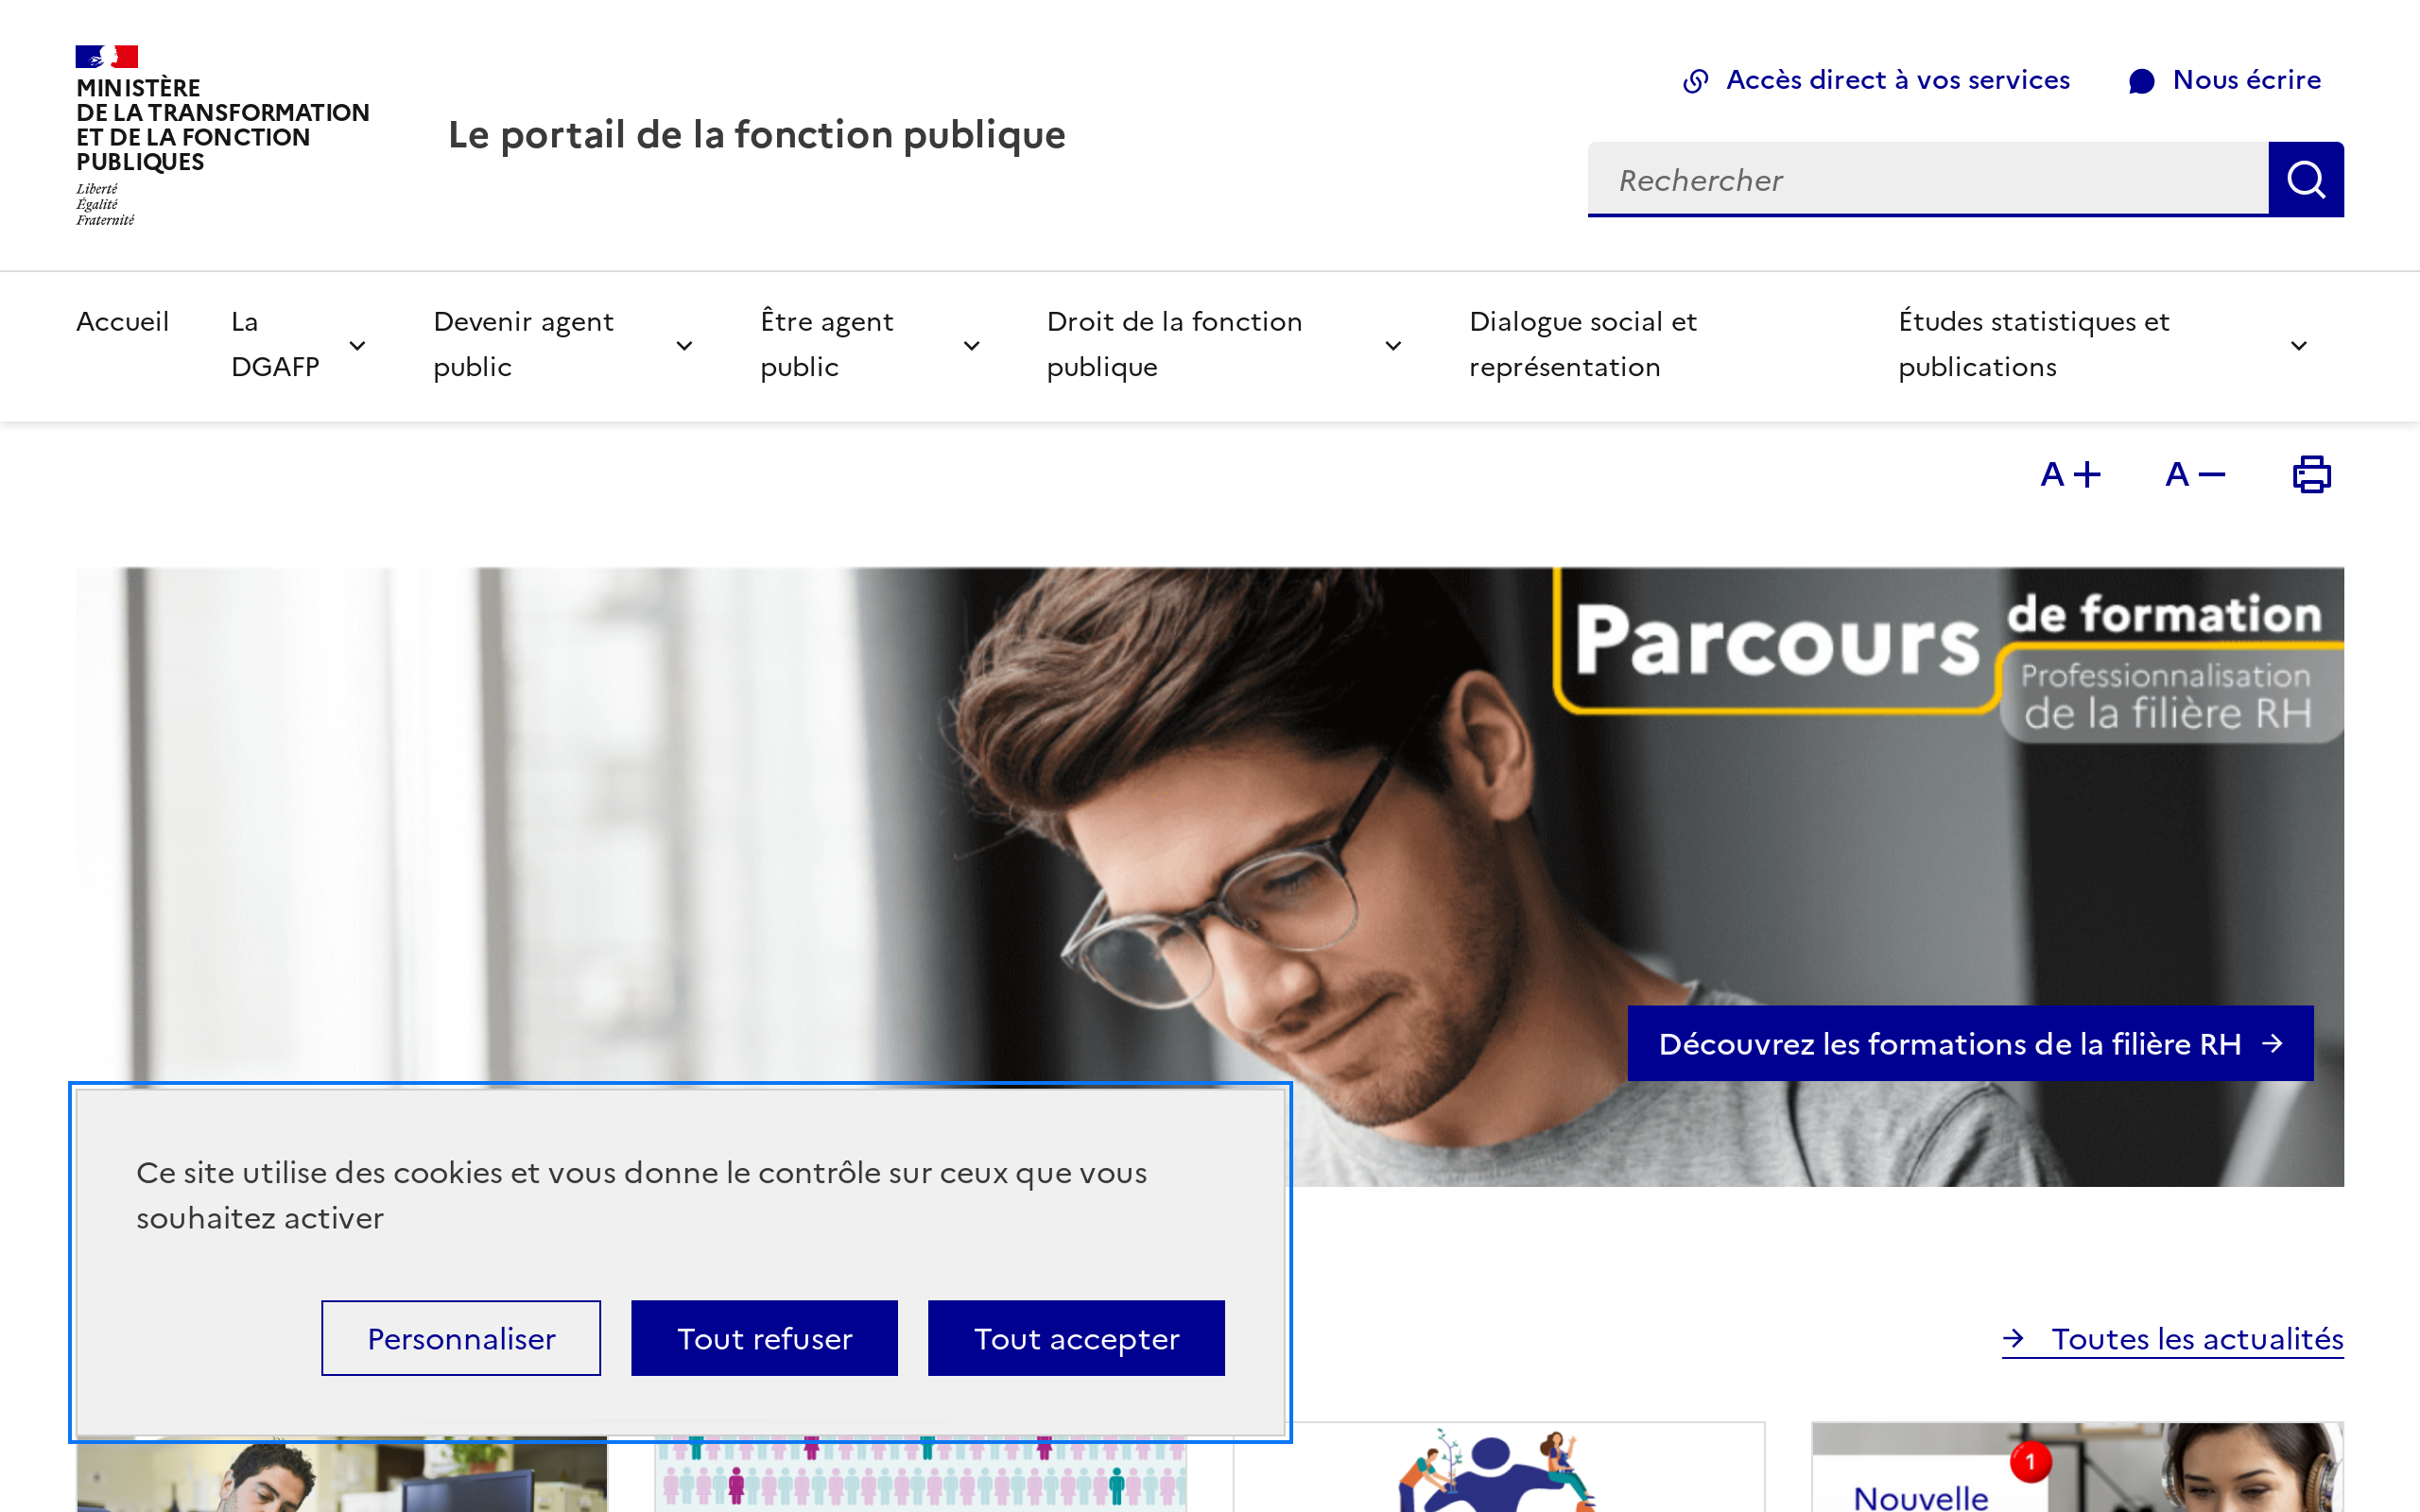 MINISTÈRE
DE LA TRANSFORMATION
ET DE LA FONCTION
PUBLIQUES
Liberté
Égalité
Fraternité
Le portail de la fonction publique
Accès direct à vos services
Nous écrire
Rechercher
Accueil
La
DGAFP
Devenir agent
public
Être agent
public
Droit de la fonction
publique
Dialogue social et
représentation
Études statistiques et
publications
A+
A−
Parcours
de formation
Professionnalisation
de la filière RH
Découvrez les formations de la filière RH
Ce site utilise des cookies et vous donne le contrôle sur ceux que vous
souhaitez activer
Personnaliser
Tout refuser
Tout accepter
Toutes les actualités
1
Nouvelle